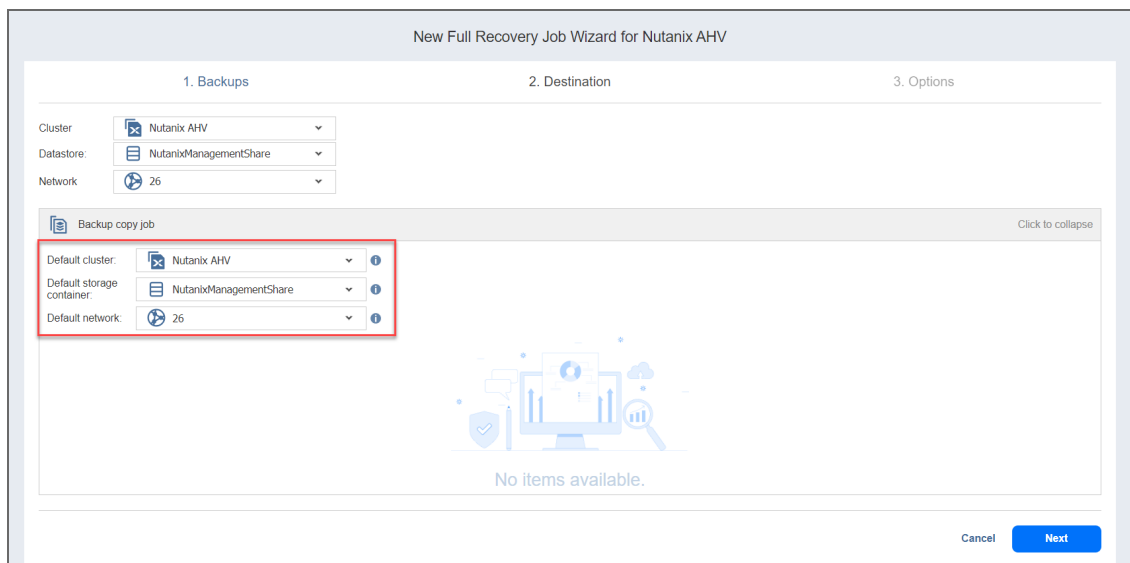 New Full Recovery Job Wizard for Nutanix AHV
1. Backups 2. Destination 3. Options
Cluster Nutanix AHV
Datastore: NutanixManagementShare
Network 26
Backup copy job Click to collapse
Default cluster: Nutanix AHV
Default storage
container: NutanixManagementShare
Default network: 26
No items available.
Cancel Next